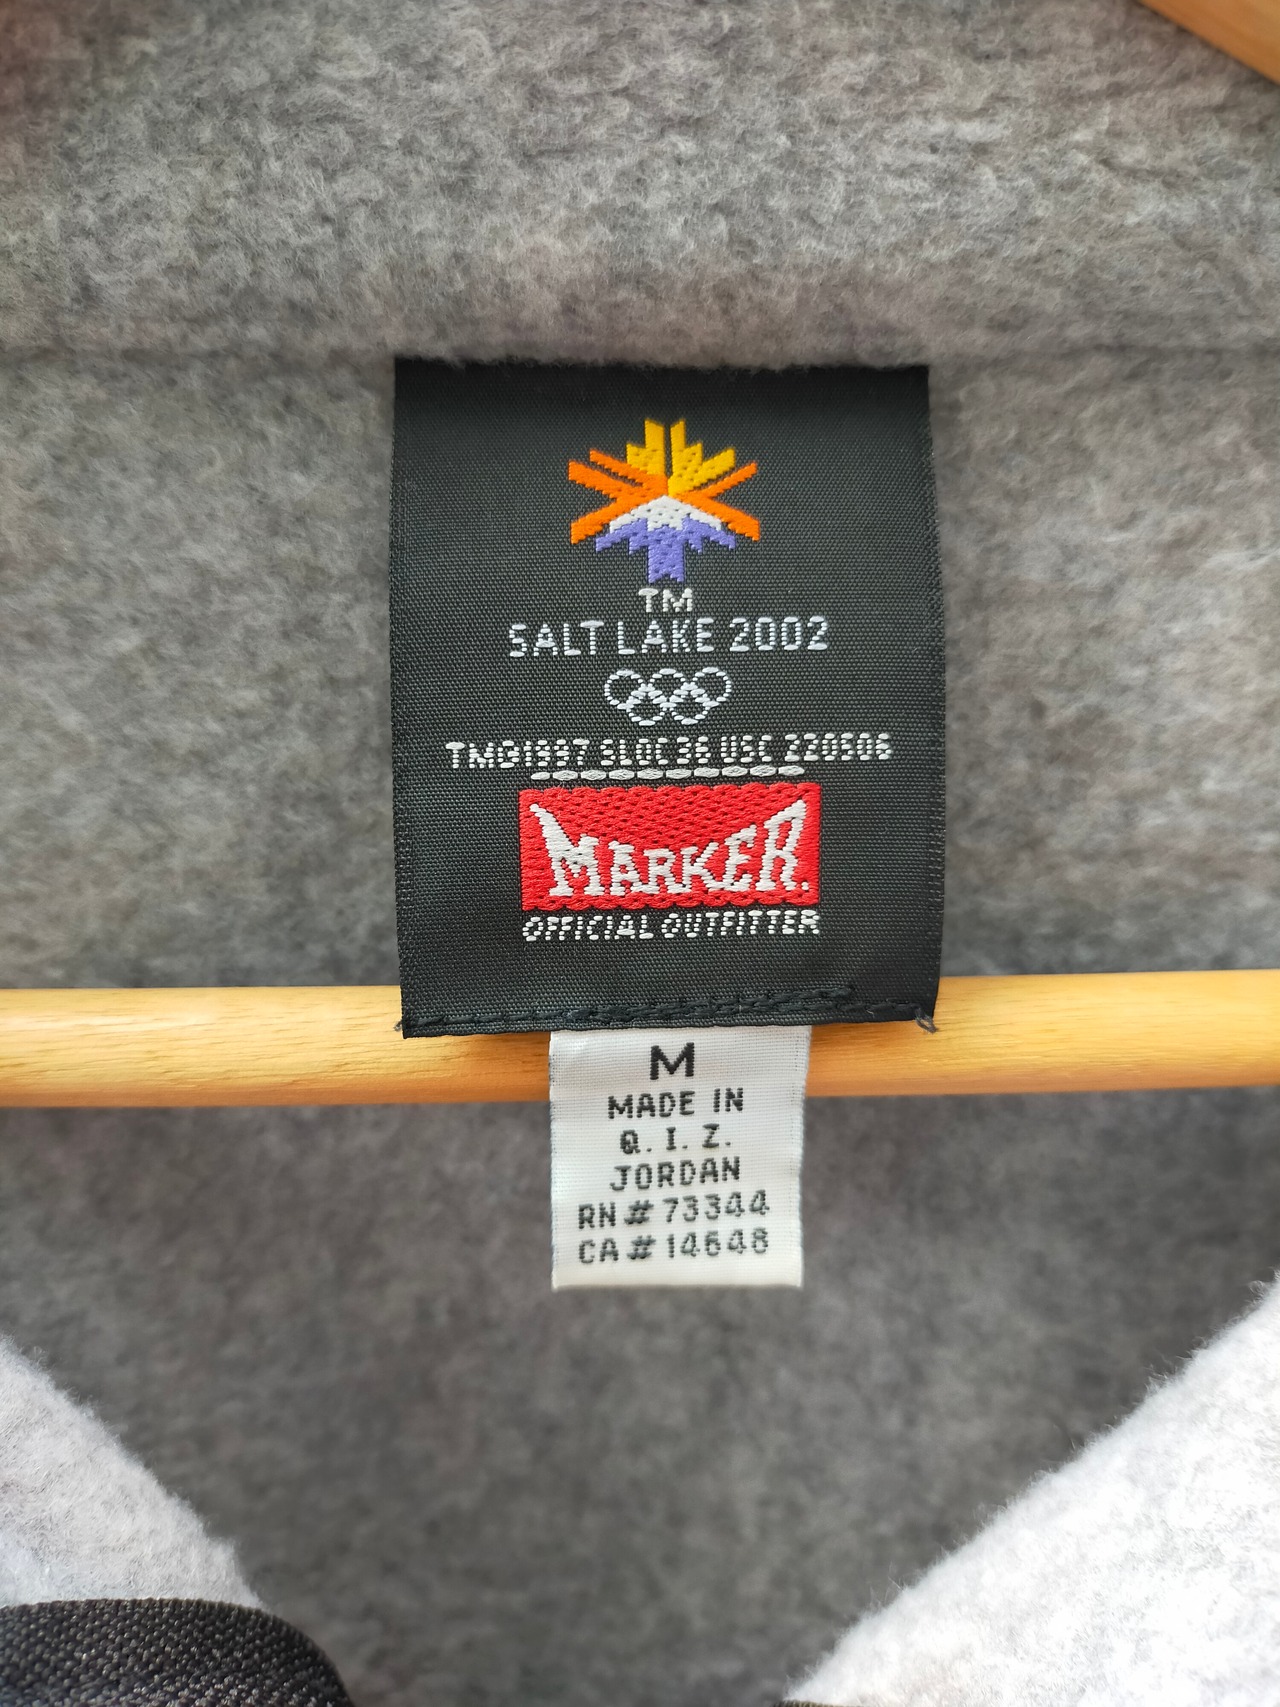 TM
SALT LAKE 2002
TM©1997 SLOC 36 USC 220506
MARKER.
OFFICIAL OUTFITTER
M
MADE IN
Q. I. Z.
JORDAN
RN # 73344
CA # 14648